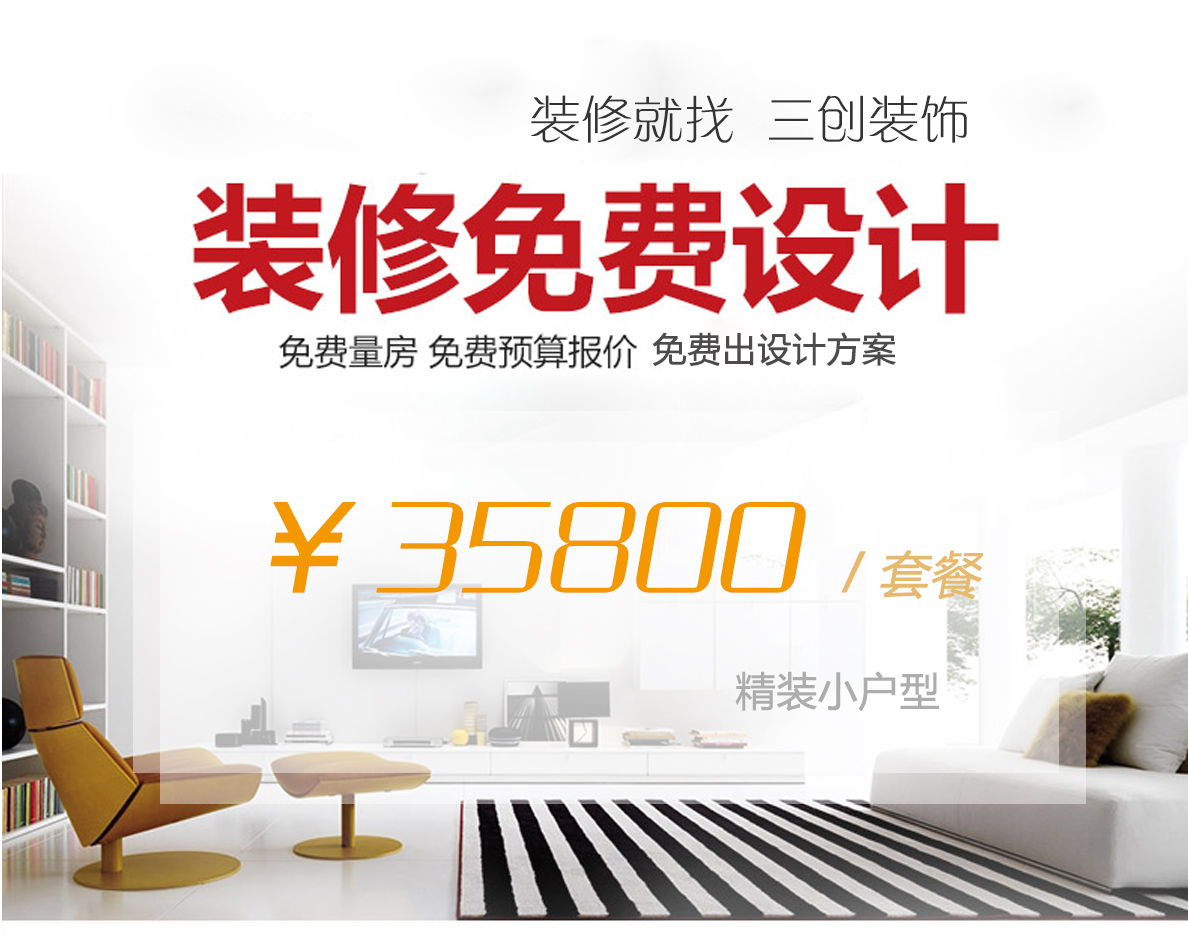 装修就找 三创装饰
装修免费设计
免费量房 免费预算报价 免费出设计方案
¥ 35800 / 套餐
精装小户型